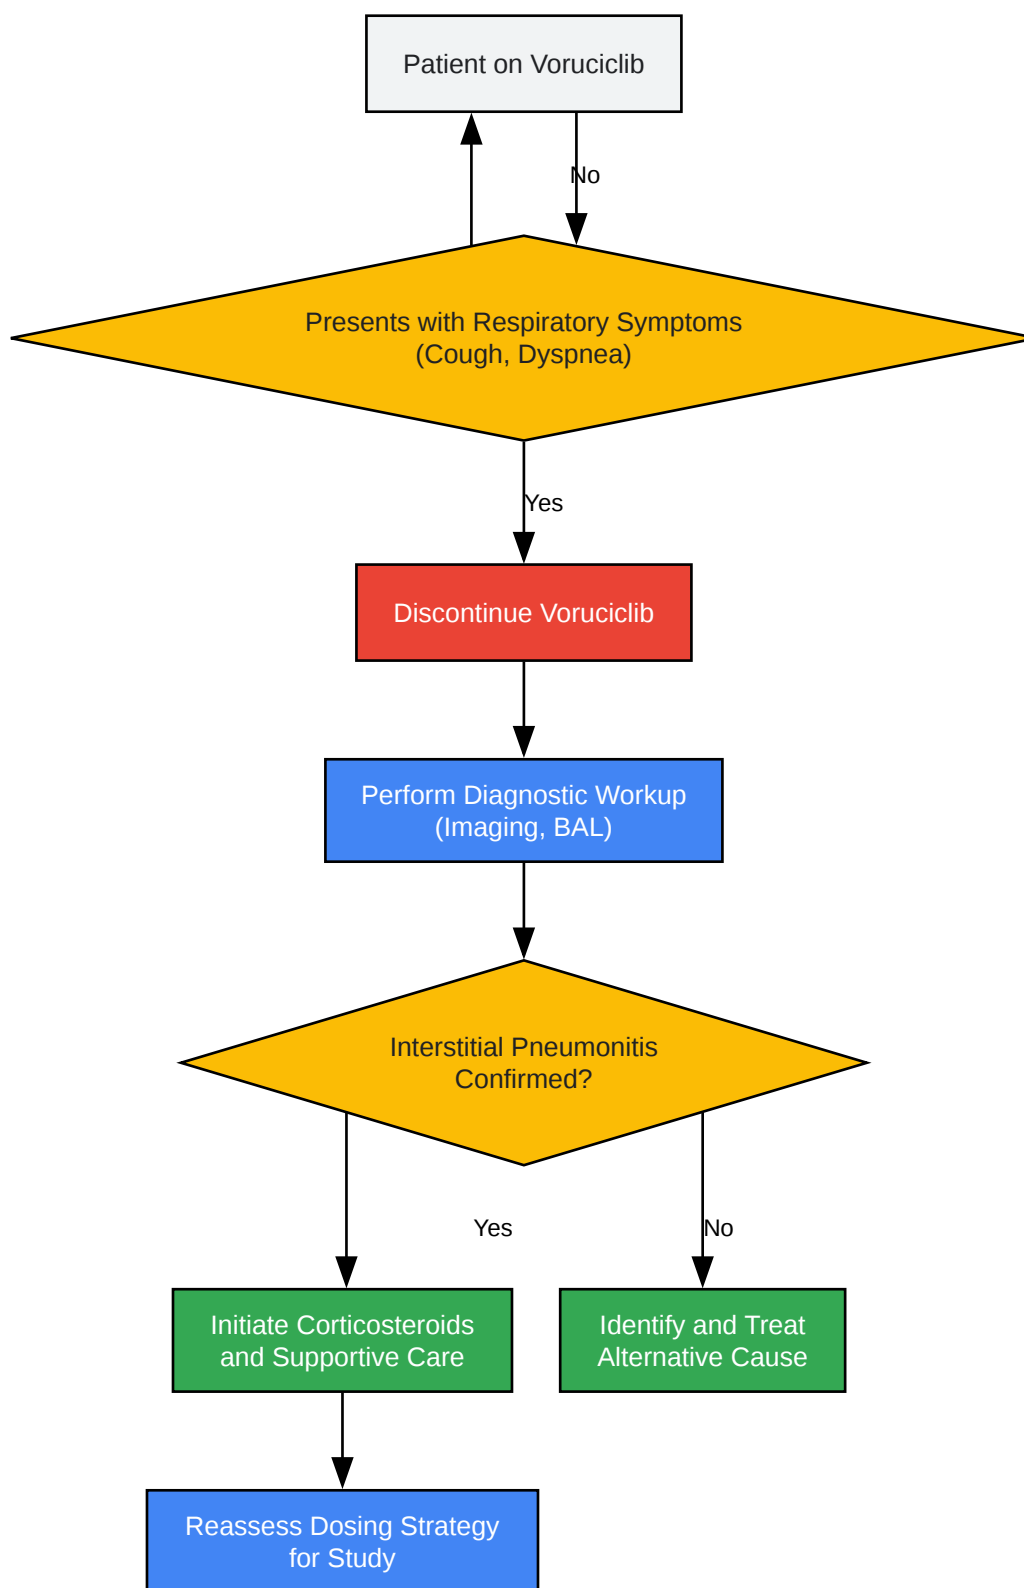 Patient on Voruciclib
No
Presents with Respiratory Symptoms
(Cough, Dyspnea)
Yes
Discontinue Voruciclib
Perform Diagnostic Workup
(Imaging, BAL)
Interstitial Pneumonitis
Confirmed?
Yes
No
Initiate Corticosteroids
and Supportive Care
Identify and Treat
Alternative Cause
Reassess Dosing Strategy
for Study